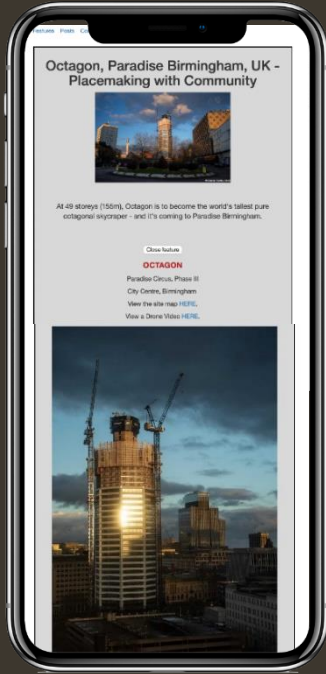 Features Posts
Octagon, Paradise Birmingham, UK -
Placemaking with Community
At 49 storeys (155m), Octagon is to become the world's tallest pure
octagonal skycraper - and it's coming to Paradise Birmingham.
Close feature
OCTAGON
Paradise Circus, Phase III
City Centre, Birmingham
View the site map HERE.
View a Drone Video HERE.